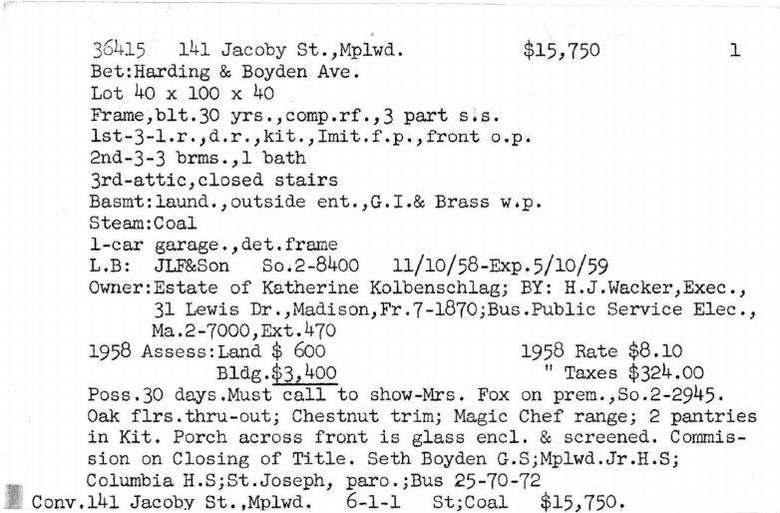 36415 141 Jacoby St.,Mplwd. $15,750 1
Bet:Harding & Boyden Ave.
Lot 40 x 100 x 40
Frame,blt.30 yrs.,comp.rf.,3 part s.s.
1st-3-l.r.,d.r.,kit.,Imit.f.p.,front o.p.
2nd-3-3 brms.,1 bath
3rd-attic,closed stairs
Basmt:laund.,outside ent.,G.I.& Brass w.p.
Steam:Coal
1-car garage.,det.frame
L.B: JLF&Son So.2-8400 11/10/58-Exp.5/10/59
Owner:Estate of Katherine Kolbenschlag; BY: H.J.Wacker,Exec.,
31 Lewis Dr.,Madison,Fr.7-1870;Bus.Public Service Elec.,
Ma.2-7000,Ext.470
1958 Assess:Land $ 600 1958 Rate $8.10
Bldg.$3,400 " Taxes $324.00
Poss.30 days.Must call to show-Mrs. Fox on prem.,So.2-2945.
Oak flrs.thru-out; Chestnut trim; Magic Chef range; 2 pantries
in Kit. Porch across front is glass encl. & screened. Commis-
sion on Closing of Title. Seth Boyden G.S;Mplwd.Jr.H.S;
Columbia H.S;St.Joseph, paro.;Bus 25-70-72
Conv.141 Jacoby St.,Mplwd. 6-1-1 St;Coal $15,750.